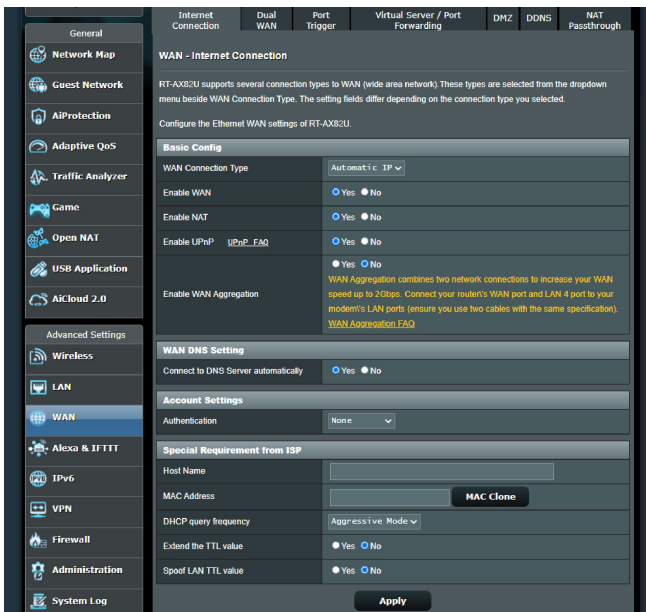 General
Network Map
Guest Network
AiProtection
Adaptive QoS
Traffic Analyzer
Game
Open NAT
USB Application
AiCloud 2.0
Advanced Settings
Wireless
LAN
WAN
Alexa & IFTTT
IPv6
VPN
Firewall
Administration
System Log
Internet Connection
Dual WAN
Port Trigger
Virtual Server / Port Forwarding
DMZ
DDNS
NAT Passthrough
WAN - Internet Connection
RT-AX82U supports several connection types to WAN (wide area network).These types are selected from the dropdown
menu beside WAN Connection Type. The setting fields differ depending on the connection type you selected.
Configure the Ethernet WAN settings of RT-AX82U.
Basic Config
WAN Connection Type Automatic IP
Enable WAN Yes No
Enable NAT Yes No
Enable UPnP UPnP FAQ Yes No
Yes No
Enable WAN Aggregation
WAN Aggregation combines two network connections to increase your WAN
speed up to 2Gbps. Connect your router\'s WAN port and LAN 4 port to your
modem\'s LAN ports (ensure you use two cables with the same specification).
WAN Aggregation FAQ
WAN DNS Setting
Connect to DNS Server automatically Yes No
Account Settings
Authentication None
Special Requirement from ISP
Host Name
MAC Address MAC Clone
DHCP query frequency Aggressive Mode
Extend the TTL value Yes No
Spoof LAN TTL value Yes No
Apply